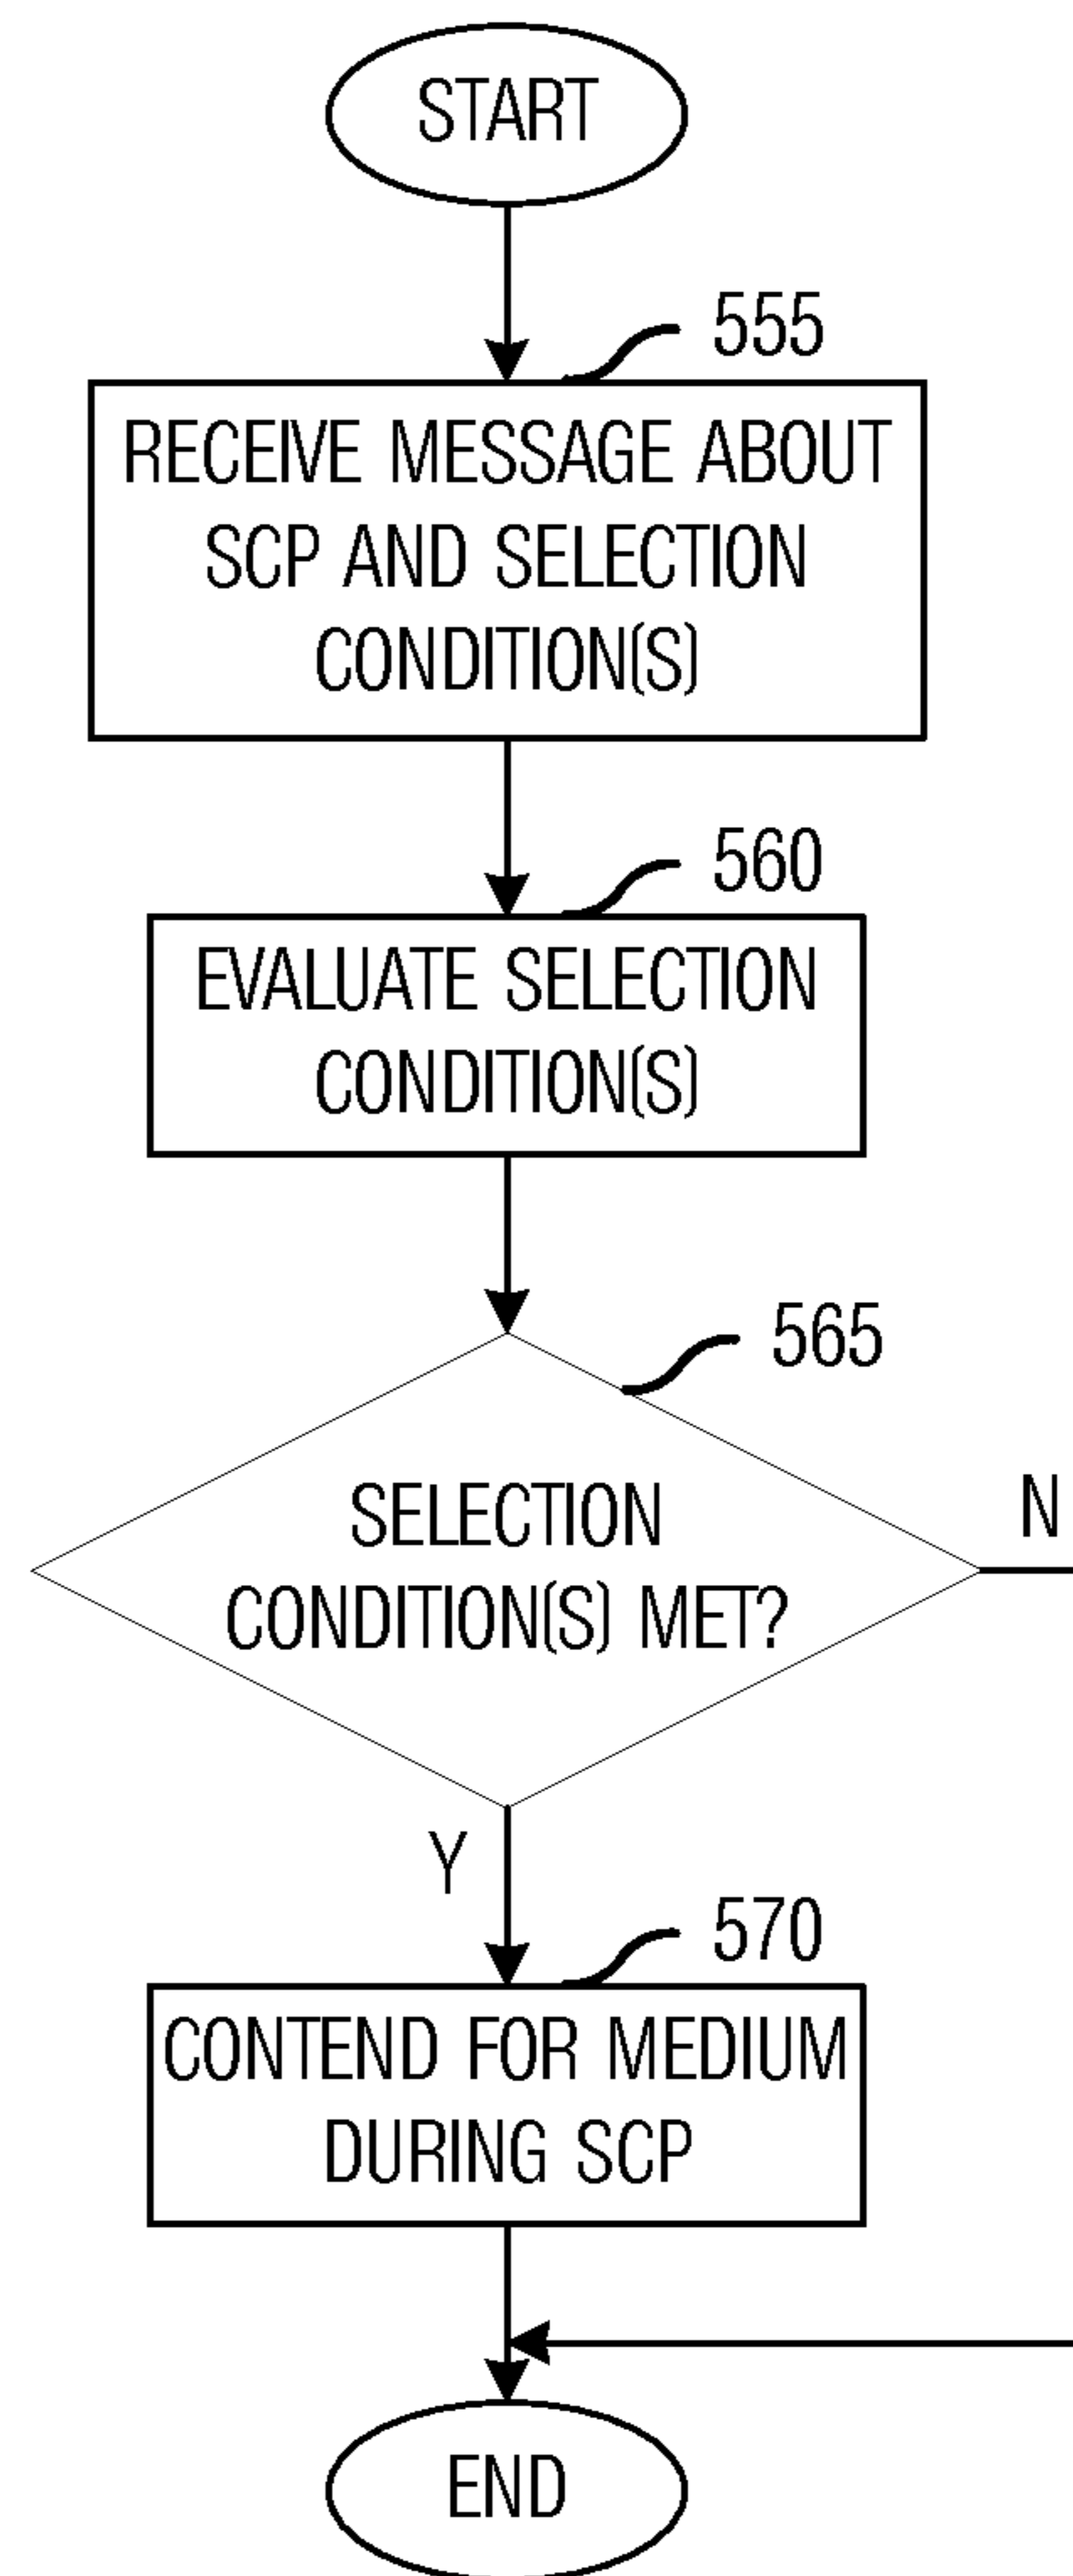 START
555
RECEIVE MESSAGE ABOUT
SCP AND SELECTION
CONDITION(S)
560
EVALUATE SELECTION
CONDITION(S)
565
SELECTION
CONDITION(S) MET?
N
Y
570
CONTEND FOR MEDIUM
DURING SCP
END